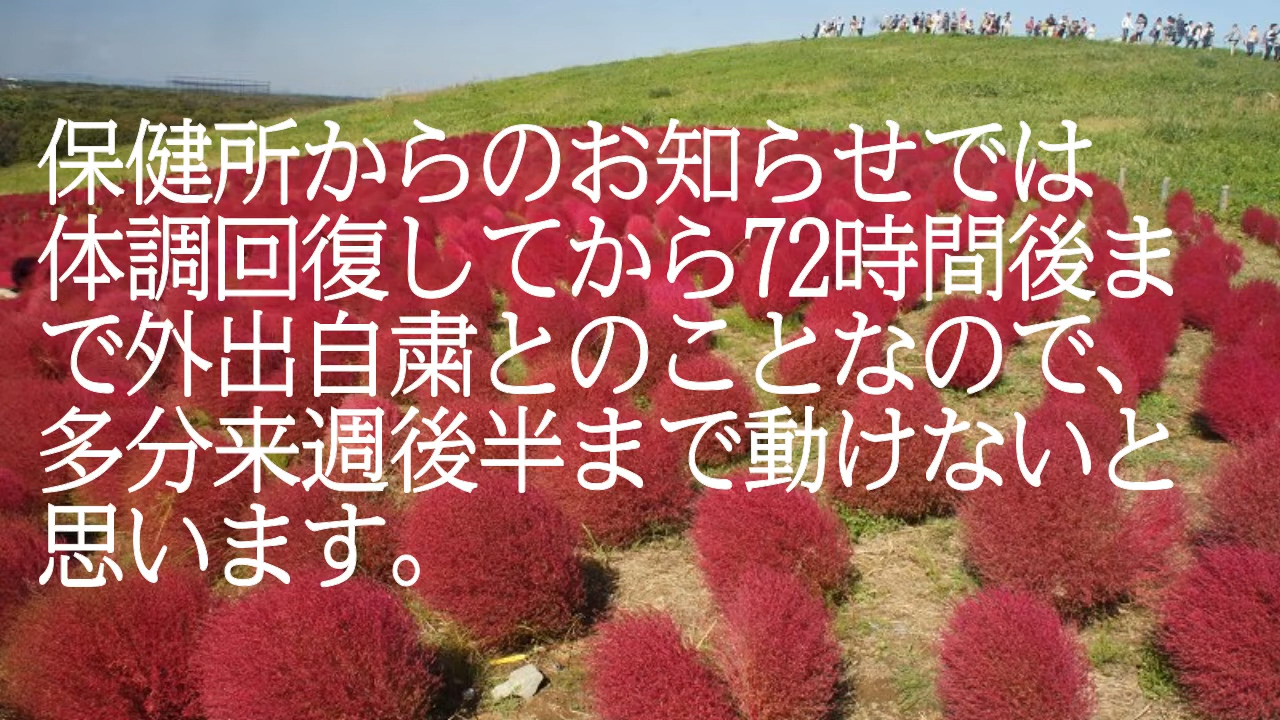 保健所からのお知らせでは
体調回復してから72時間後ま
で外出自粛とのことなので、
多分来週後半まで動けないと
思います。